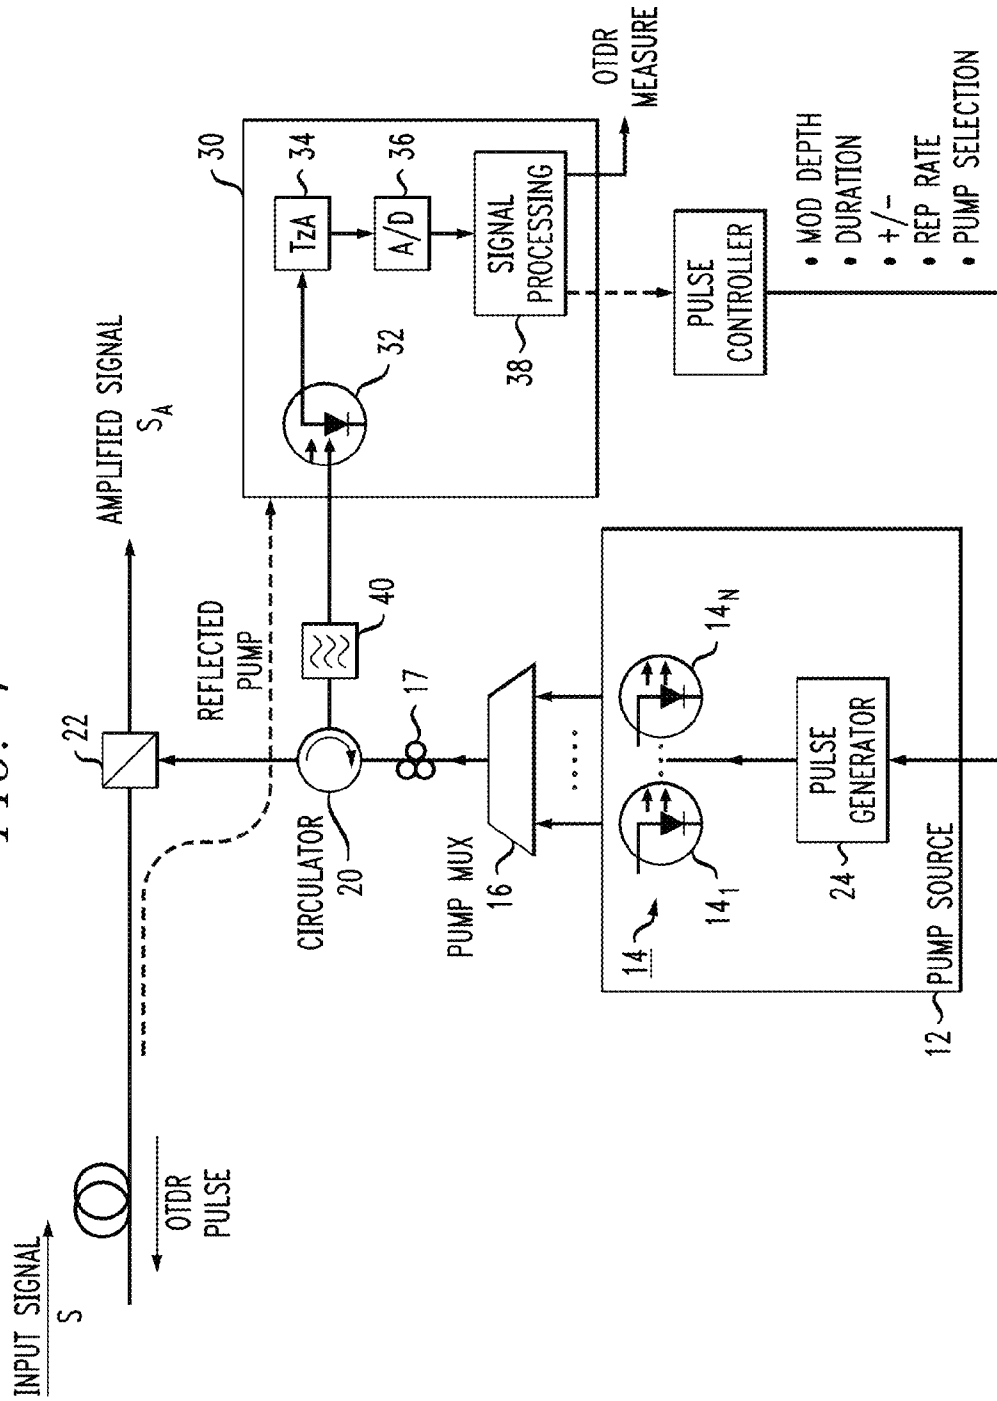 INPUT SIGNAL
S
OTDR
PULSE
22
AMPLIFIED SIGNAL
S_A
REFLECTED
PUMP
CIRCULATOR
20
40
17
PUMP MUX
16
30
32
34
TzA
36
A/D
38
SIGNAL
PROCESSING
OTDR
MEASURE
PULSE
CONTROLLER
• MOD DEPTH
• DURATION
• +/-
• REP RATE
• PUMP SELECTION
14
14_1
14_N
24
PULSE
GENERATOR
12
PUMP SOURCE